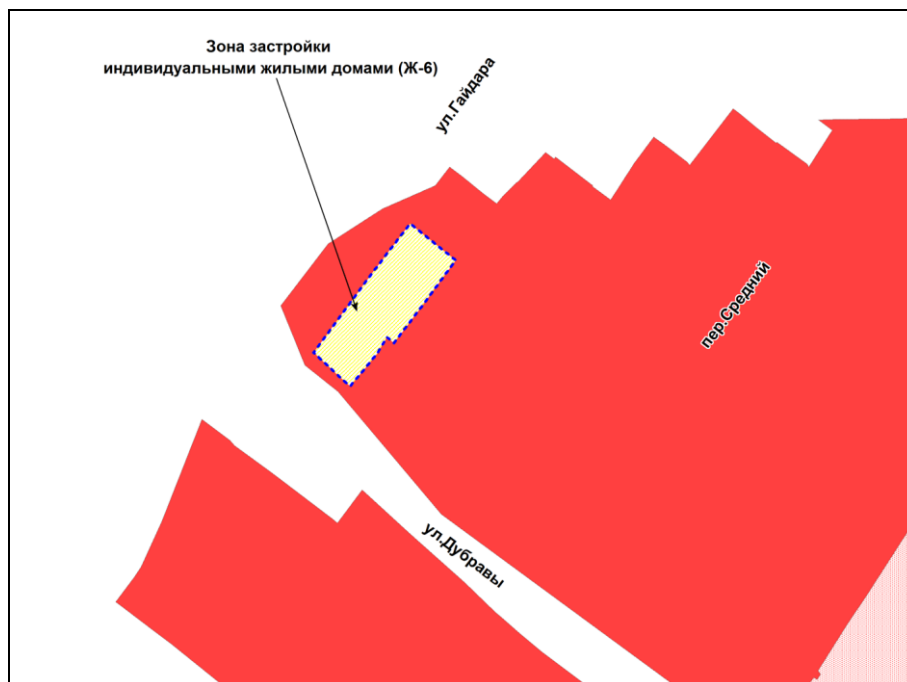 Зона застройки
индивидуальными жилыми домами (Ж-6)
ул.Гайдара
пер.Средний
ул.Дубравы